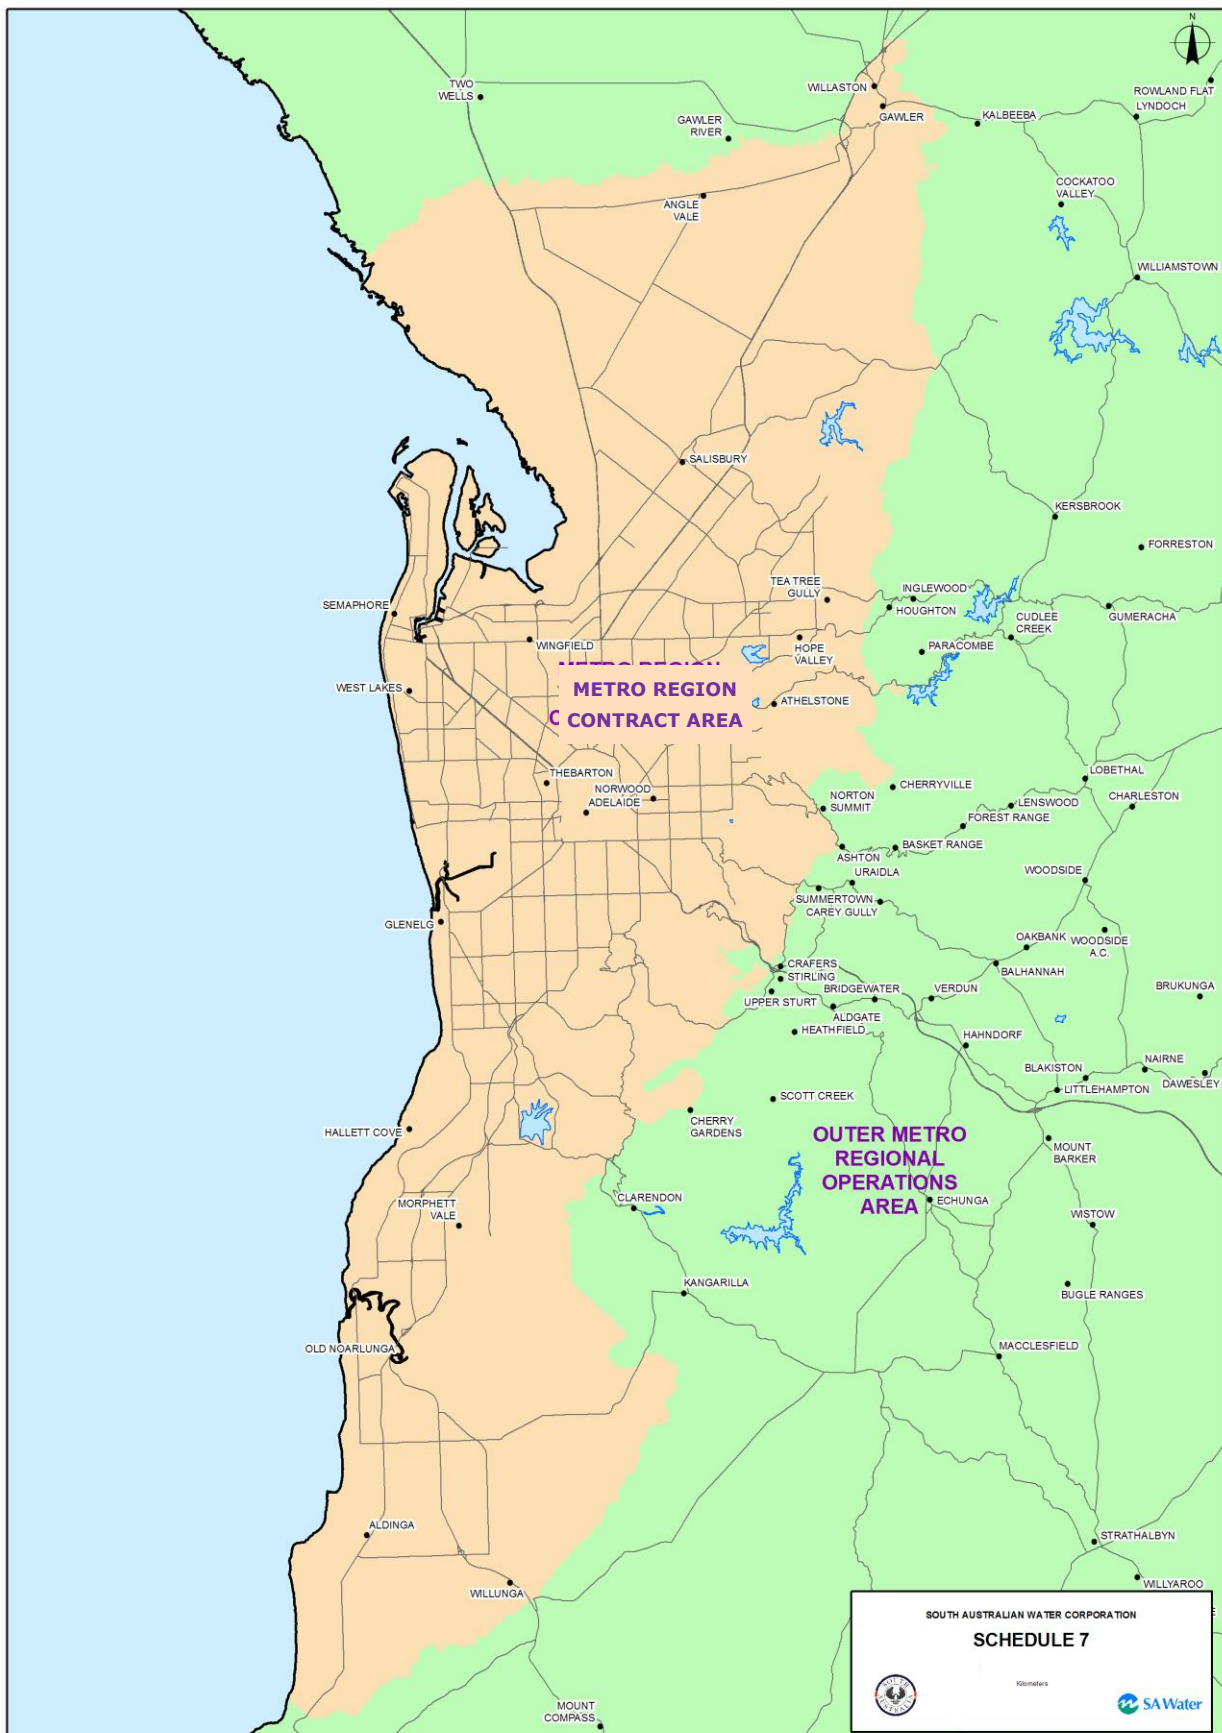 N
TWO
WELLS
WILLASTON
ROWLAND FLAT
LYNDOCH
GAWLER
RIVER
GAWLER
KALBEEBA
COCKATOO
VALLEY
ANGLE
VALE
WILLIAMSTOWN
SALISBURY
KERSBROOK
FORRESTON
TEA TREE
GULLY
INGLEWOOD
HOUGHTON
SEMAPHORE
CUDLEE
CREEK
GUMERACHA
WINGFIELD
HOPE
VALLEY
PARACOMBE
METRO REGION
METRO REGION
CONTRACT AREA
WEST LAKES
ATHELSTONE
THEBARTON
NORWOOD
ADELAIDE
CHERRYVILLE
LOBETHAL
NORTON
SUMMIT
LENSWOOD
CHARLESTON
FOREST RANGE
ASHTON
BASKET RANGE
URAIDLA
WOODSIDE
SUMMERTOWN
CAREY GULLY
GLENELG
OAKBANK
WOODSIDE
A.C.
CRAFERS
STIRLING
BALHANNAH
UPPER STURT
BRIDGEWATER
VERDUN
BRUKUNGA
ALDGATE
HEATHFIELD
HAHNDORF
NAIRNE
BLAKISTON
DAWESLEY
LITTLEHAMPTON
SCOTT CREEK
CHERRY
GARDENS
HALLETT COVE
OUTER METRO
REGIONAL
OPERATIONS
AREA
MOUNT
BARKER
MORPHETT
VALE
CLARENDON
ECHUNGA
WISTOW
KANGARILLA
BUGLE RANGES
OLD NOARLUNGA
MACCLESFIELD
ALDINGA
STRATHALBYN
WILLUNGA
WILLYAROO
MOUNT
COMPASS
SOUTH AUSTRALIAN WATER CORPORATION
SCHEDULE 7
Kilometers
SOUTH
AUSTRALIA
SA Water